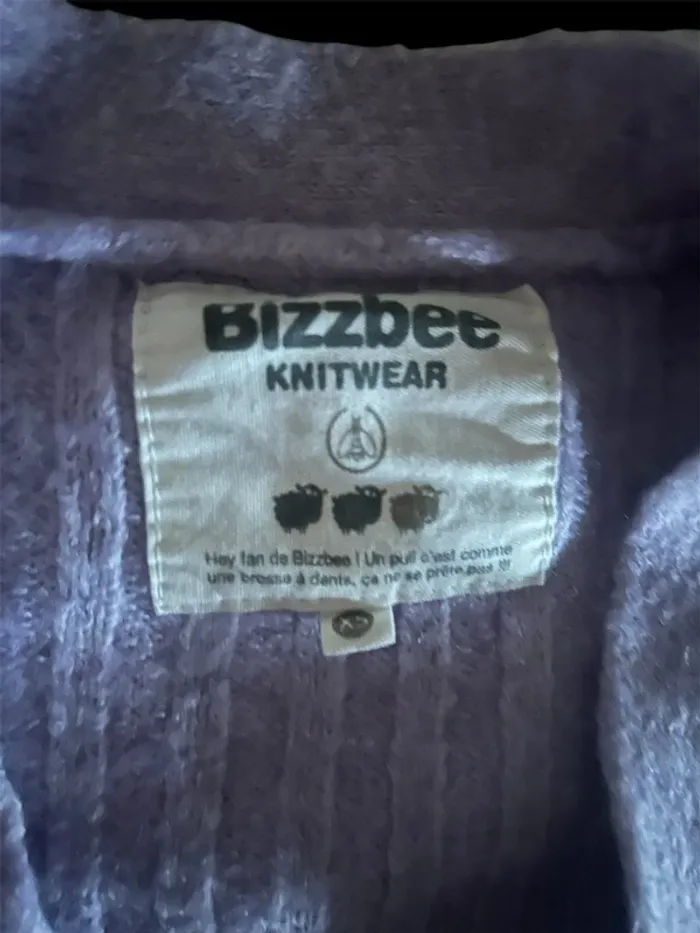 Bizzbee
KNITWEAR
Hey fan de Bizzbee ! Un pull c'est comme
une brosse à dents, ça ne se prête pas !!!
XS